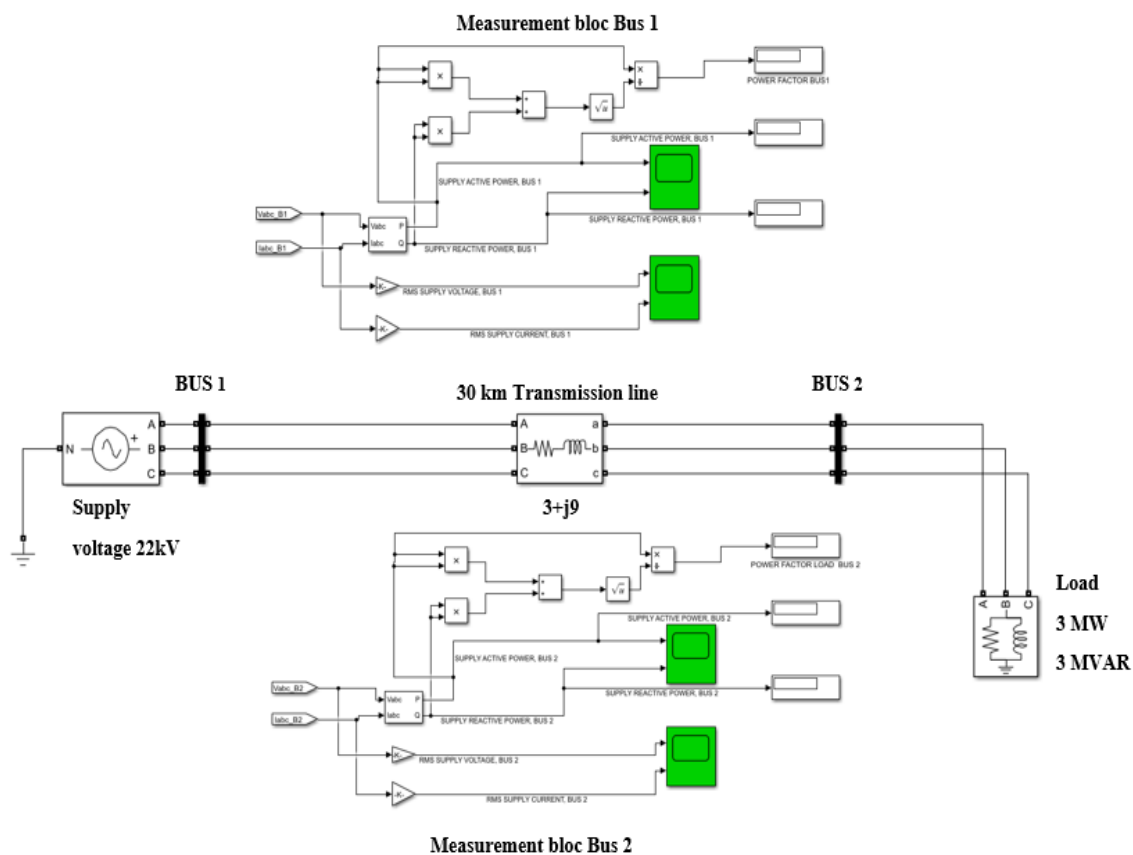 Measurement bloc Bus 1
×
×
÷
POWER FACTOR BUS1
+
+
√u
×
SUPPLY ACTIVE POWER, BUS 1
SUPPLY ACTIVE POWER, BUS 1
Vabc_B1
Vabc
P
Iabc_B1
Iabc
Q
SUPPLY REACTIVE POWER, BUS 1
SUPPLY REACTIVE POWER, BUS 1
-K-
RMS SUPPLY VOLTAGE, BUS 1
-K-
RMS SUPPLY CURRENT, BUS 1
BUS 1
30 km Transmission line
BUS 2
N
+
A
B
C
A
B
C
a
b
c
Supply
voltage 22kV
3+j9
Load
3 MW
3 MVAR
A
B
C
×
×
÷
POWER FACTOR LOAD BUS 2
+
+
√u
×
SUPPLY ACTIVE POWER, BUS 2
SUPPLY ACTIVE POWER, BUS 2
Vabc_B2
Vabc
P
Iabc_B2
Iabc
Q
SUPPLY REACTIVE POWER, BUS 2
SUPPLY REACTIVE POWER, BUS 2
-K-
RMS SUPPLY VOLTAGE, BUS 2
-K-
RMS SUPPLY CURRENT, BUS 2
Measurement bloc Bus 2